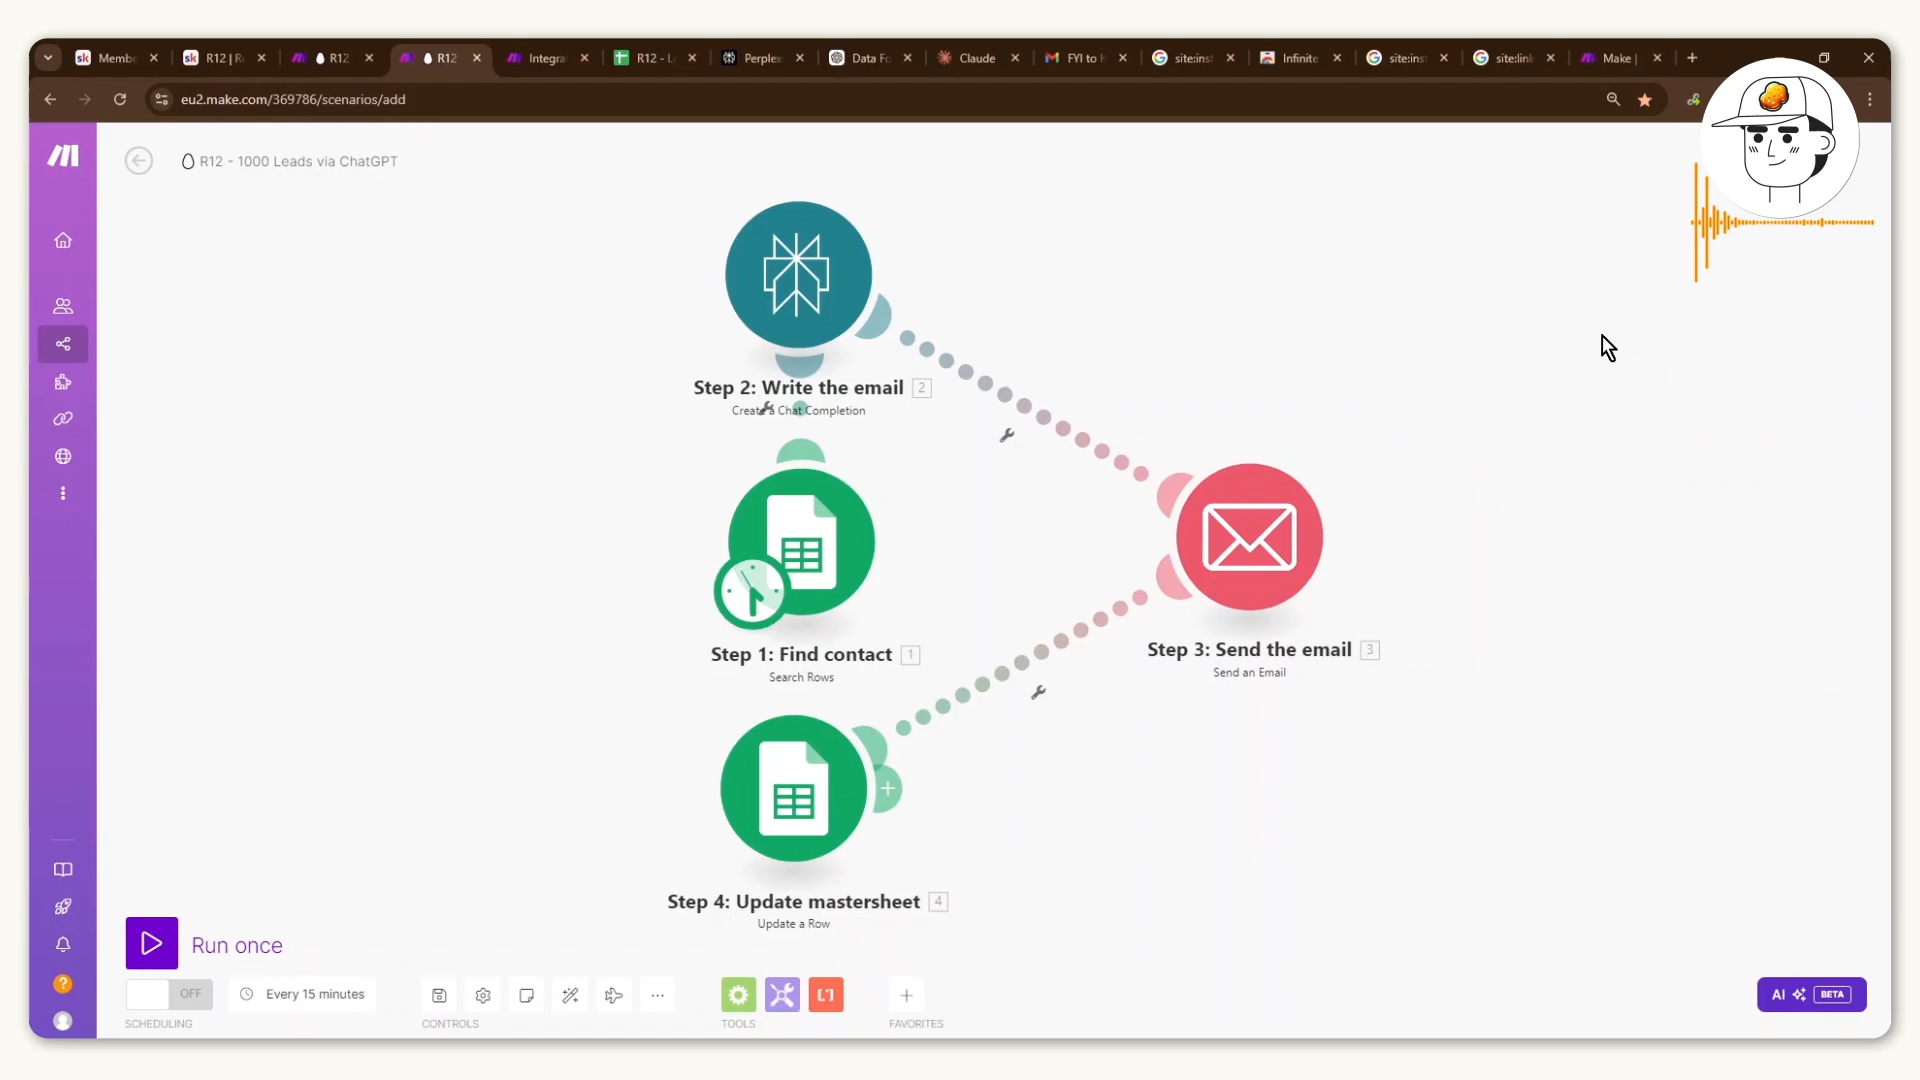 Membe
R12 | R
R12
R12
Integra
R12 - L
Perplex
Data Fo
Claude
FYI to H
site:inst
Infinite
site:inst
site:link
Make |
eu2.make.com/369786/scenarios/add
R12 - 1000 Leads via ChatGPT
Step 2: Write the email 2
Create a Chat Completion
Step 1: Find contact 1
Search Rows
Step 3: Send the email 3
Send an Email
Step 4: Update mastersheet 4
Update a Row
Run once
OFF
Every 15 minutes
SCHEDULING
CONTROLS
TOOLS
FAVORITES
AI BETA